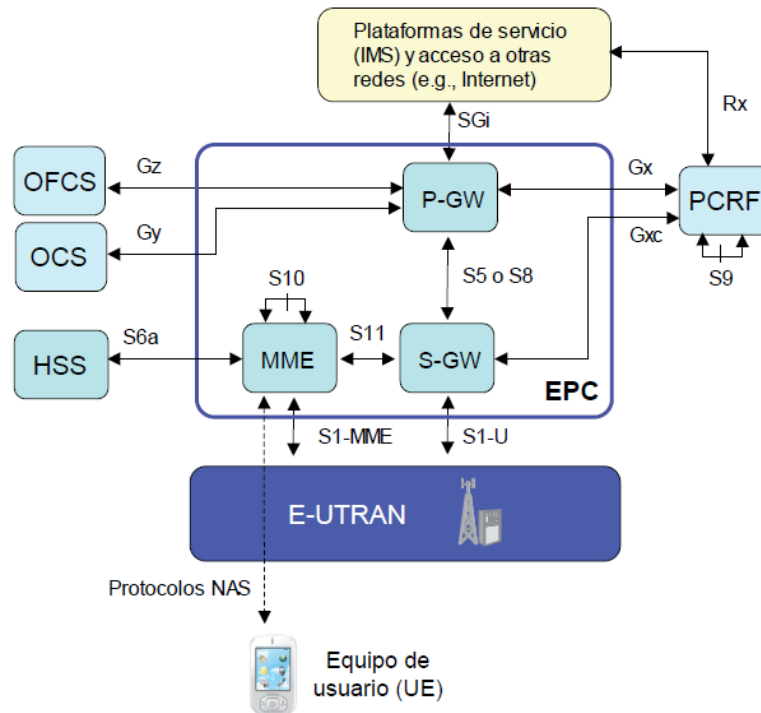 Plataformas de servicio
(IMS) y acceso a otras
redes (e.g., Internet)
SGi
Rx
OFCS
Gz
P-GW
Gx
PCRF
OCS
Gy
Gxc
S9
S10
S5 o S8
HSS
S6a
MME
S11
S-GW
EPC
S1-MME
S1-U
E-UTRAN
Protocolos NAS
Equipo de
usuario (UE)